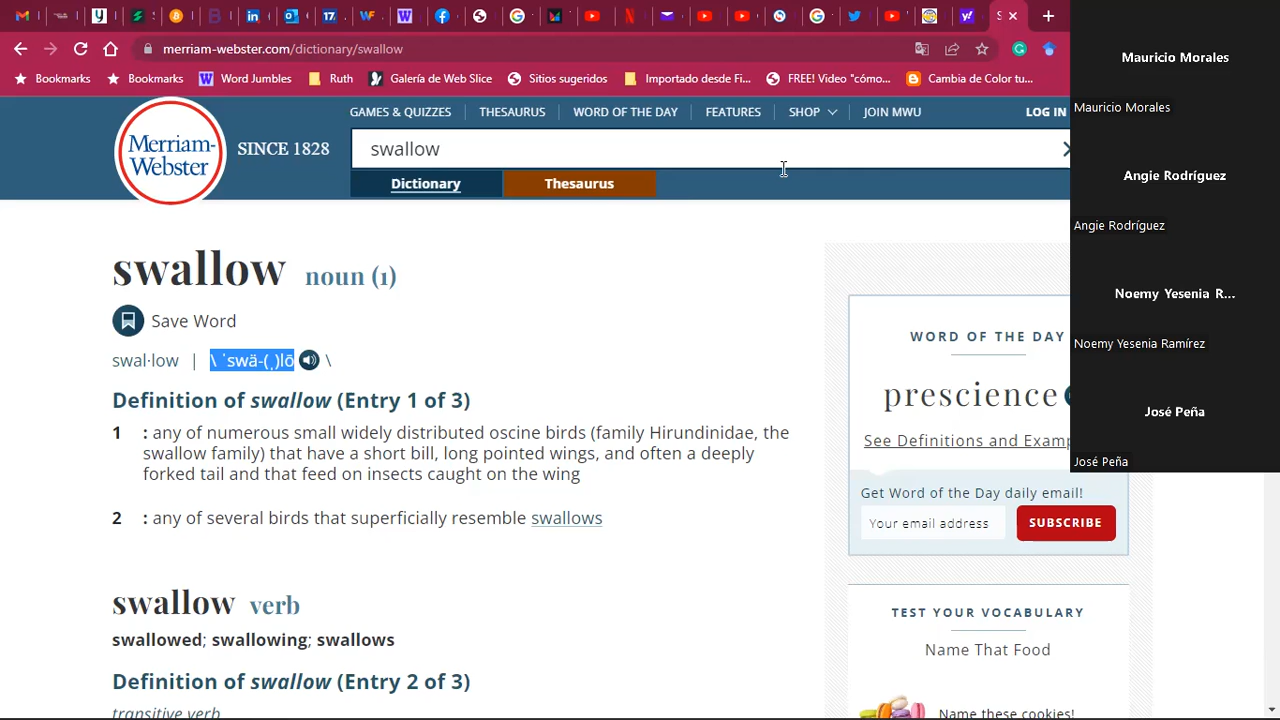 merriam-webster.com/dictionary/swallow
Bookmarks
Bookmarks
Word Jumbles
Ruth
Galería de Web Slice
Sitios sugeridos
Importado desde Fi...
FREE! Video "cómo...
Cambia de Color tu...
Merriam-
Webster
SINCE 1828
GAMES & QUIZZES
THESAURUS
WORD OF THE DAY
FEATURES
SHOP
JOIN MWU
LOG IN
swallow
Dictionary
Thesaurus
swallow noun (1)
Save Word
swal·low | \ ˈswä-(ˌ)lō \
Definition of swallow (Entry 1 of 3)
1 : any of numerous small widely distributed oscine birds (family Hirundinidae, the
swallow family) that have a short bill, long pointed wings, and often a deeply
forked tail and that feed on insects caught on the wing
2 : any of several birds that superficially resemble swallows
swallow verb
swallowed; swallowing; swallows
Definition of swallow (Entry 2 of 3)
transitive verb
WORD OF THE DAY
prescience
See Definitions and Examp
Get Word of the Day daily email!
Your email address
SUBSCRIBE
TEST YOUR VOCABULARY
Name That Food
Name these cookies!
Mauricio Morales
Mauricio Morales
Angie Rodríguez
Angie Rodríguez
Noemy Yesenia R...
Noemy Yesenia Ramírez
José Peña
José Peña